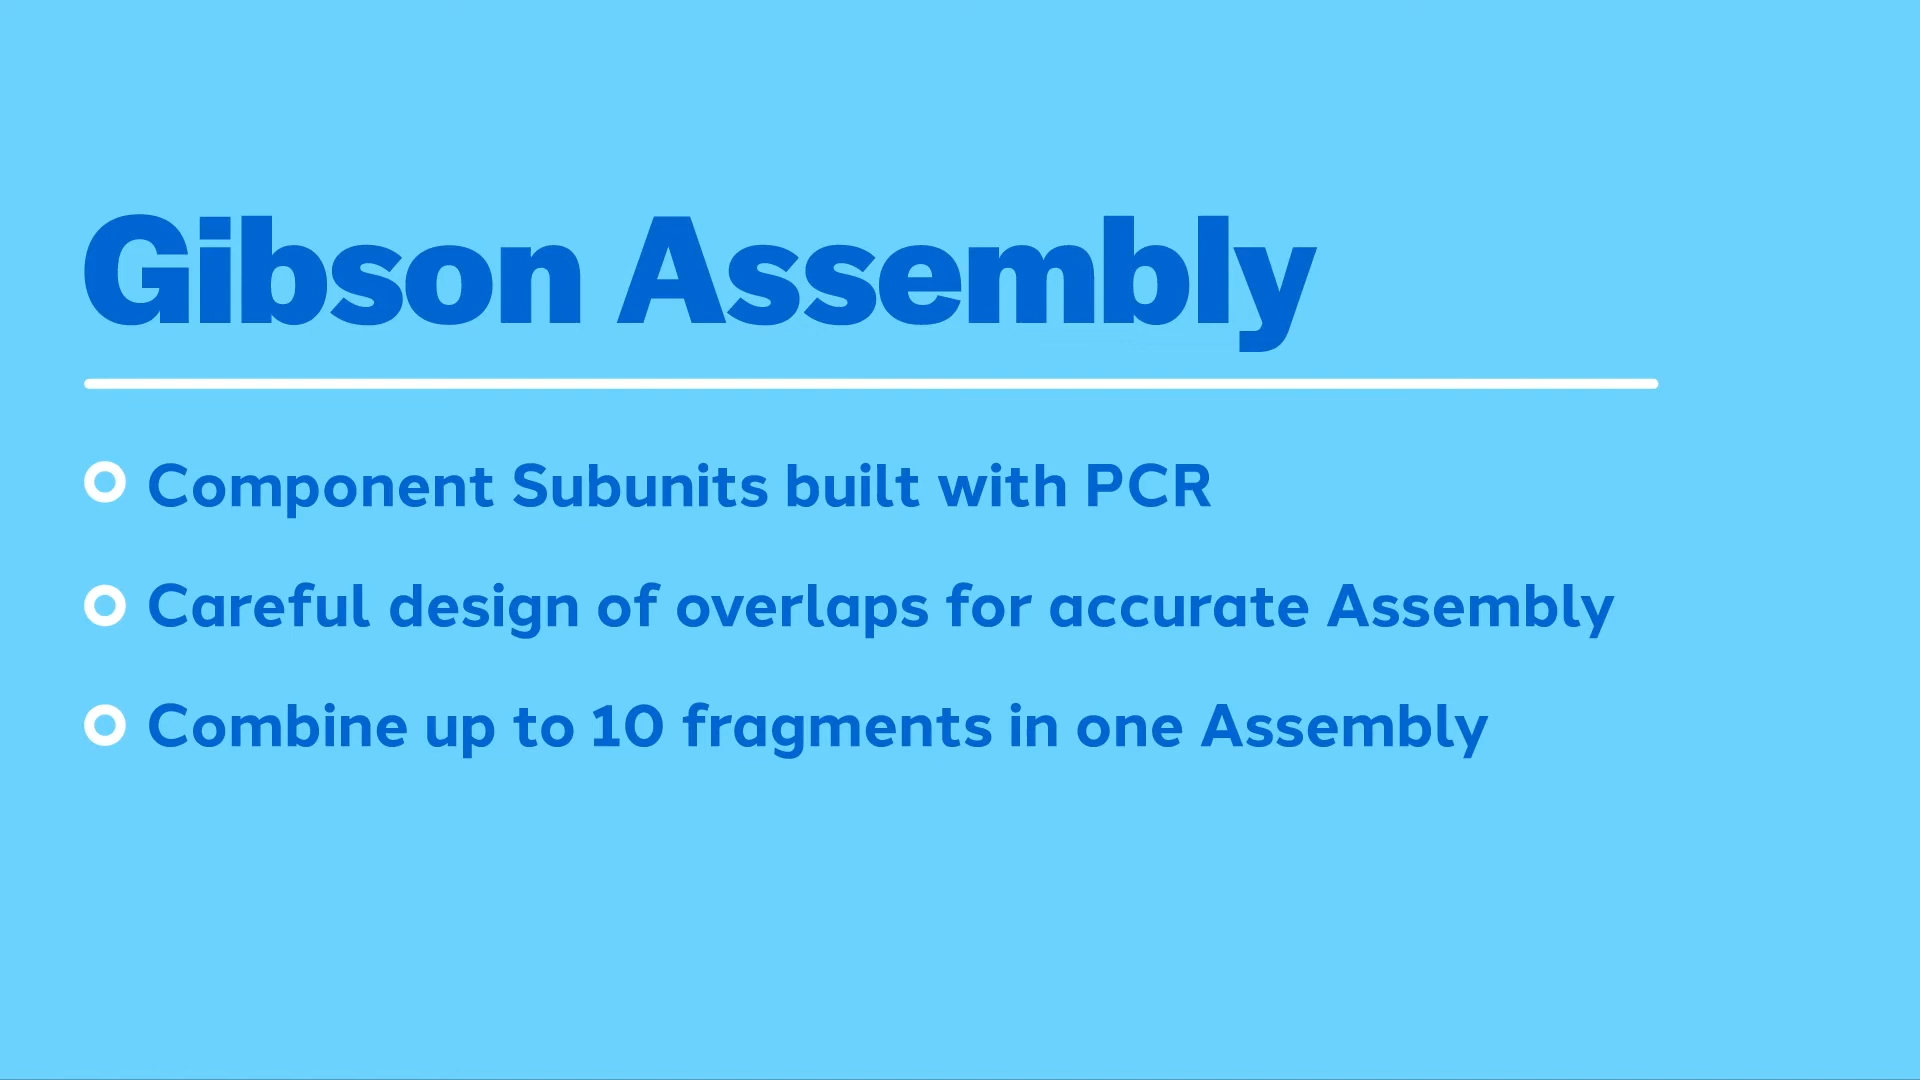 Gibson Assembly
Component Subunits built with PCR
Careful design of overlaps for accurate Assembly
Combine up to 10 fragments in one Assembly